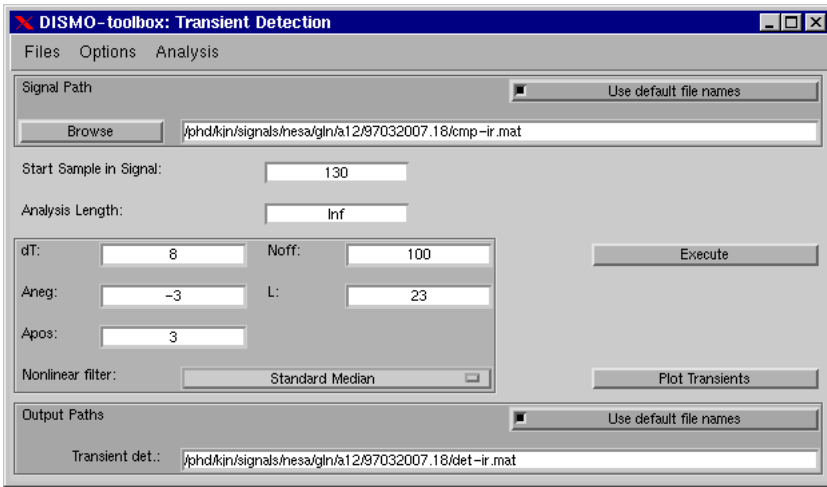 DISMO-toolbox: Transient Detection
Files Options Analysis
Signal Path Use default file names
Browse /phd/kjn/signals/nesa/gln/a12/97032007.18/cmp-ir.mat
Start Sample in Signal: 130
Analysis Length: Inf
dT: 8 Noff: 100 Execute
Aneg: -3 L: 23
Apos: 3
Nonlinear filter: Standard Median Plot Transients
Output Paths Use default file names
Transient det.: /phd/kjn/signals/nesa/gln/a12/97032007.18/det-ir.mat